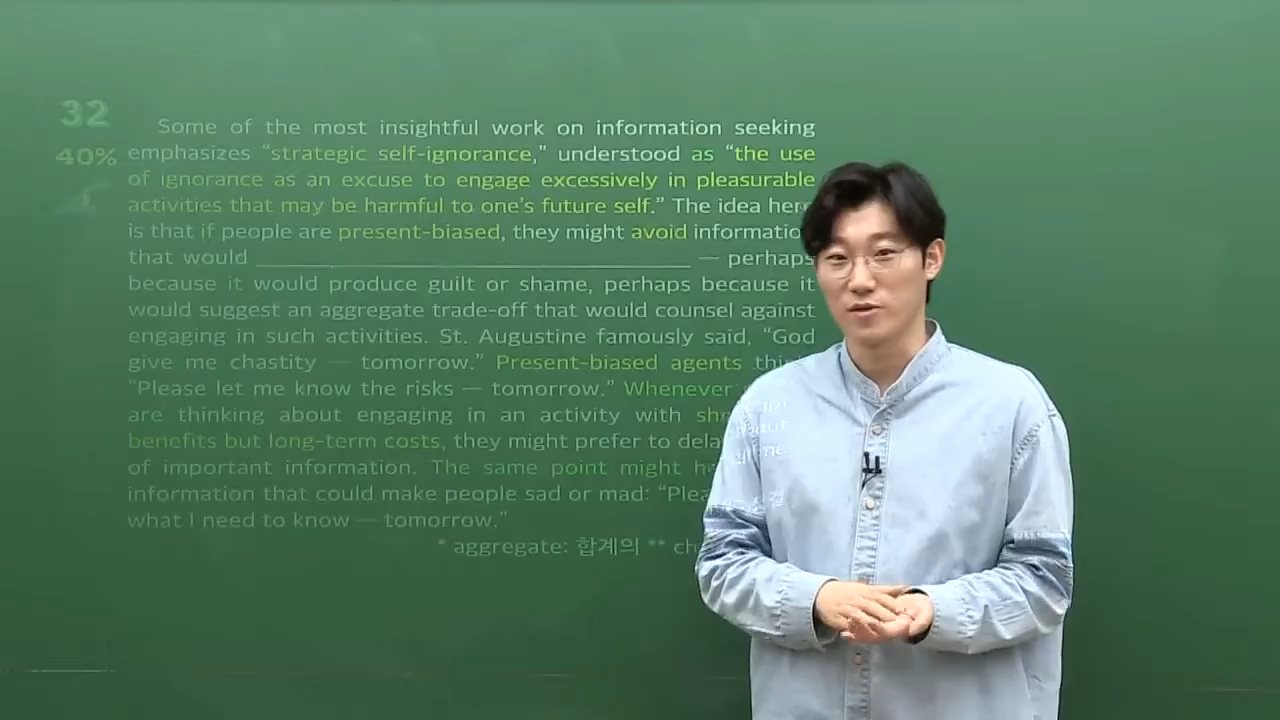 32
40%
Some of the most insightful work on information seeking
emphasizes “strategic self-ignorance,” understood as “the use
of ignorance as an excuse to engage excessively in pleasurable
activities that may be harmful to one’s future self.” The idea here
is that if people are present-biased, they might avoid
that would ______________________________ — perhaps
because it would produce guilt or shame, perhaps because it
would suggest an aggregate trade-off that would counsel against
engaging in such activities. St. Augustine famously said, “God
give me chastity — tomorrow.” Present-biased agents
“Please let me know the risks — tomorrow.” Whenever
are thinking about engaging in an activity with
benefits but long-term costs, they might prefer to
of important information. The same point might
information that could make people sad or mad:
what I need to know — tomorrow.”
* aggregate: 합계의 **